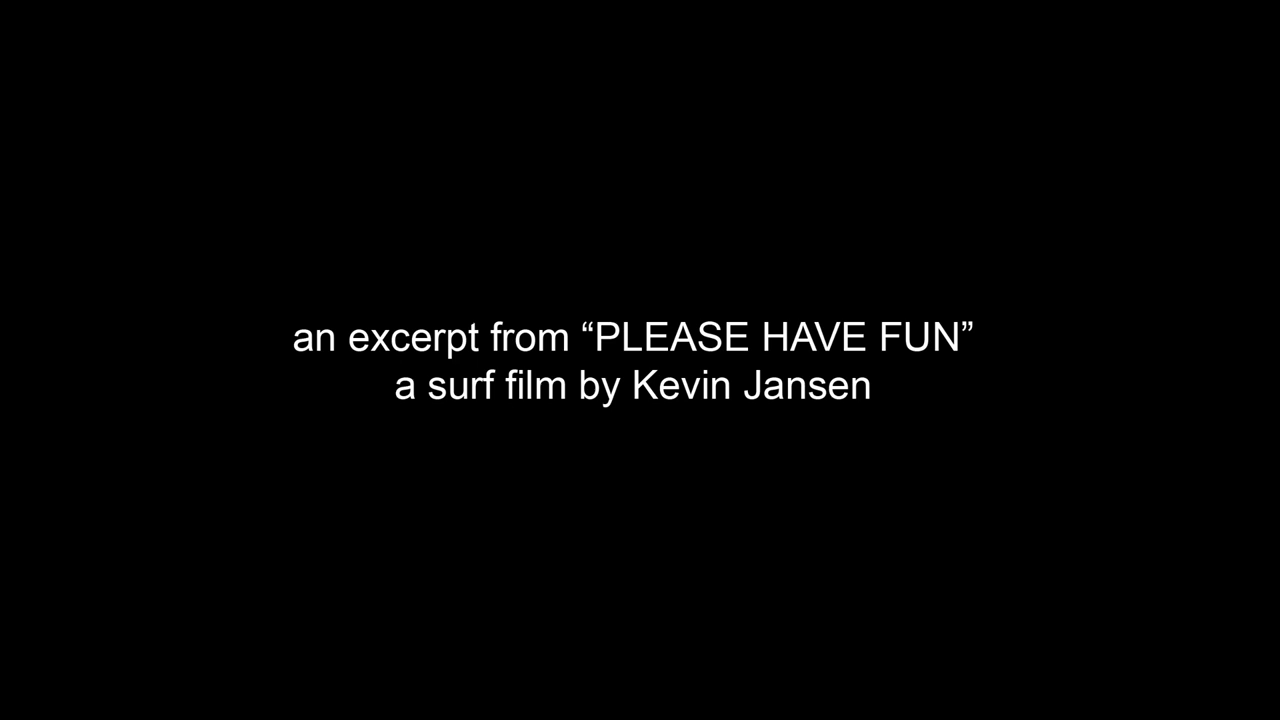 an excerpt from “PLEASE HAVE FUN”
a surf film by Kevin Jansen